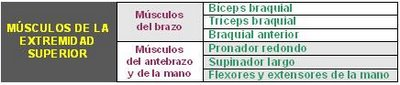 MÚSCULOS DE LA
EXTREMIDAD
SUPERIOR
Músculos
del brazo
Bíceps braquial
Tríceps braquial
Braquial anterior
Músculos
del antebrazo
y de la mano
Pronador redondo
Supinador largo
Flexores y extensores de la mano